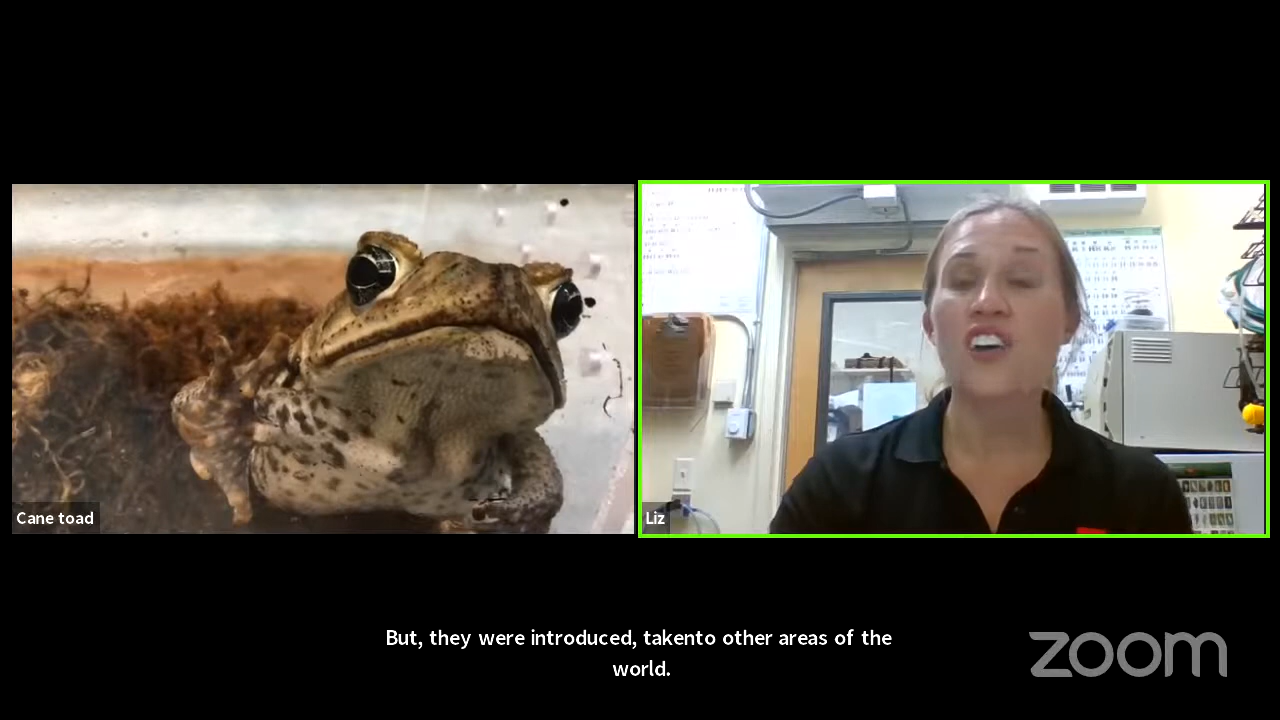 Cane toad
Liz
But, they were introduced, takento other areas of the
world.
zoom